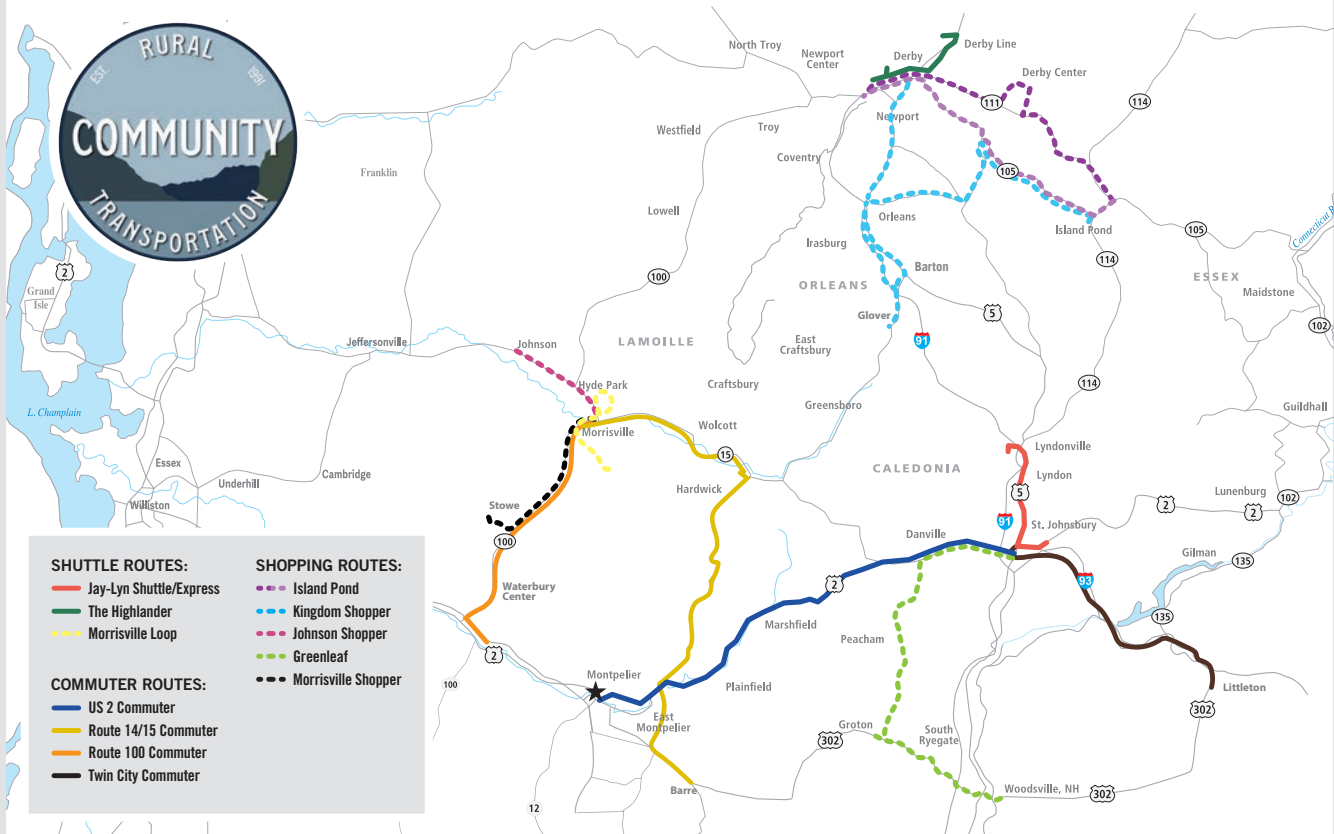 RURAL
EST.
1991
COMMUNITY
TRANSPORTATION
North Troy
Newport
Center
Derby
Derby Line
Derby Center
111
114
Westfield
Troy
Newport
Coventry
Franklin
105
Lowell
Orleans
Irasburg
Island Pond
105
Connecticut R
2
Grand
Isle
100
Barton
ORLEANS
114
ESSEX
Maidstone
Glover
5
102
Jeffersonville
Johnson
LAMOILLE
East
Craftsbury
91
Hyde Park
Craftsbury
114
L. Champlain
Greensboro
Guildhall
Morrisville
Wolcott
Lyndonville
15
Essex
Underhill
Cambridge
CALEDONIA
Lyndon
Williston
Hardwick
5
2
Lunenburg
102
2
Stowe
91
St. Johnsbury
100
Danville
Gilman
135
SHUTTLE ROUTES:
Jay-Lyn Shuttle/Express
The Highlander
Morrisville Loop
COMMUTER ROUTES:
US 2 Commuter
Route 14/15 Commuter
Route 100 Commuter
Twin City Commuter
SHOPPING ROUTES:
Island Pond
Kingdom Shopper
Johnson Shopper
Greenleaf
Morrisville Shopper
Waterbury
Center
2
93
Marshfield
135
Peacham
2
Montpelier
100
Plainfield
Littleton
East
Montpelier
302
Groton
South
Ryegate
302
Barre
Woodsville, NH
302
12